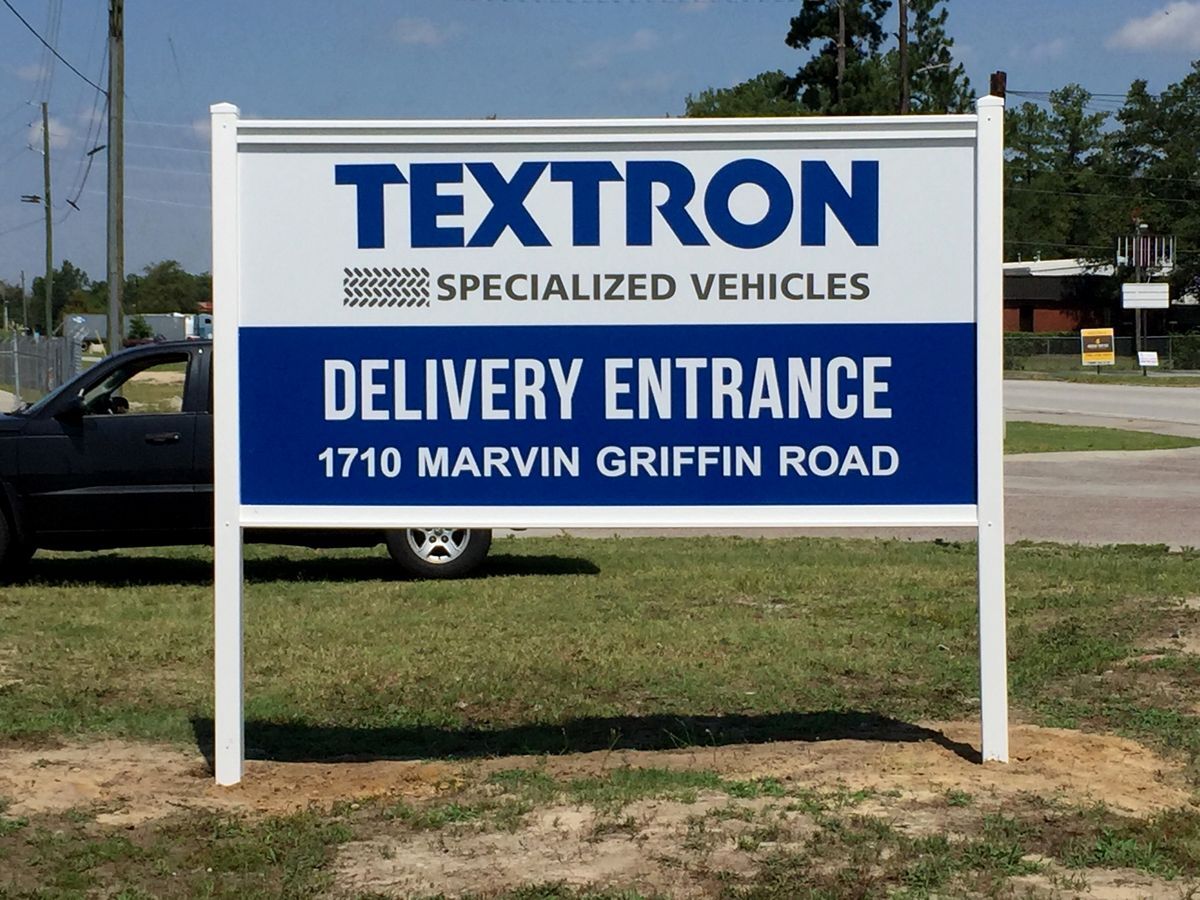 TEXTRON
SPECIALIZED VEHICLES
DELIVERY ENTRANCE
1710 MARVIN GRIFFIN ROAD